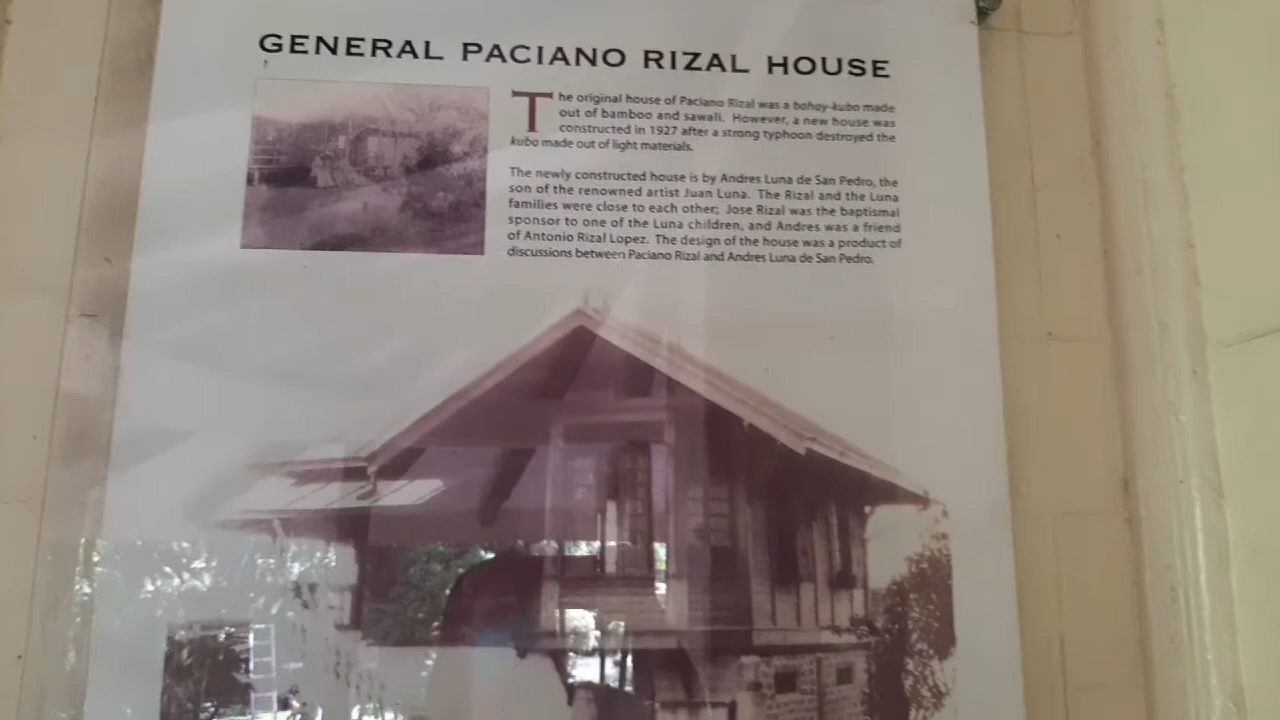 GENERAL PACIANO RIZAL HOUSE
The original house of Paciano Rizal was a bahay-kubo made
out of bamboo and sawali. However, a new house was
constructed in 1927 after a strong typhoon destroyed the
kubo made out of light materials.
The newly constructed house is by Andres Luna de San Pedro, the
son of the renowned artist Juan Luna. The Rizal and the Luna
families were close to each other; Jose Rizal was the baptismal
sponsor to one of the Luna children, and Andres was a friend
of Antonio Rizal Lopez. The design of the house was a product of
discussions between Paciano Rizal and Andres Luna de San Pedro.